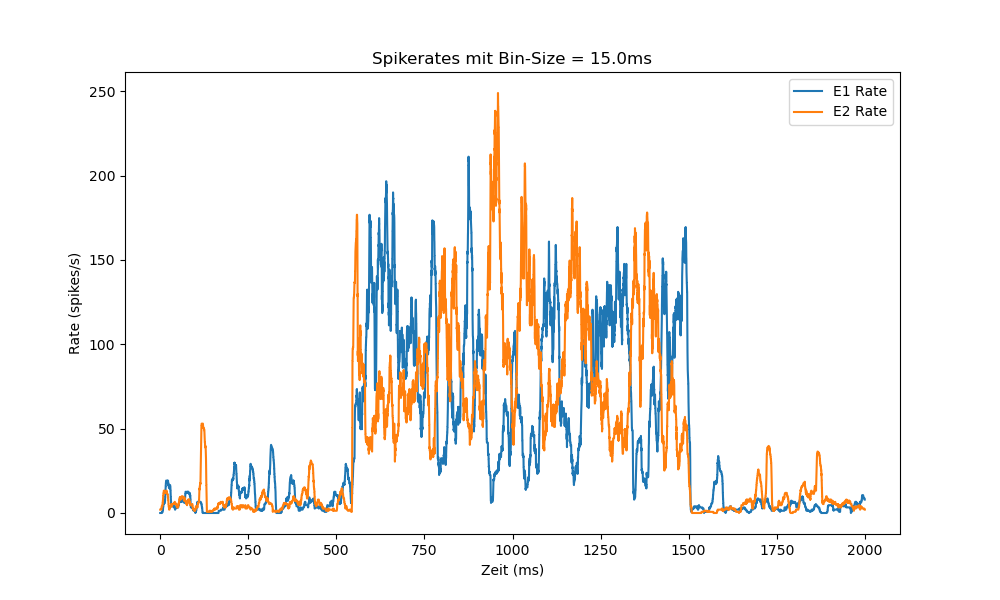 Spikerates mit Bin-Size = 15.0ms
E1 Rate
E2 Rate
250
200
150
100
50
0
Rate (spikes/s)
0 250 500 750 1000 1250 1500 1750 2000
Zeit (ms)